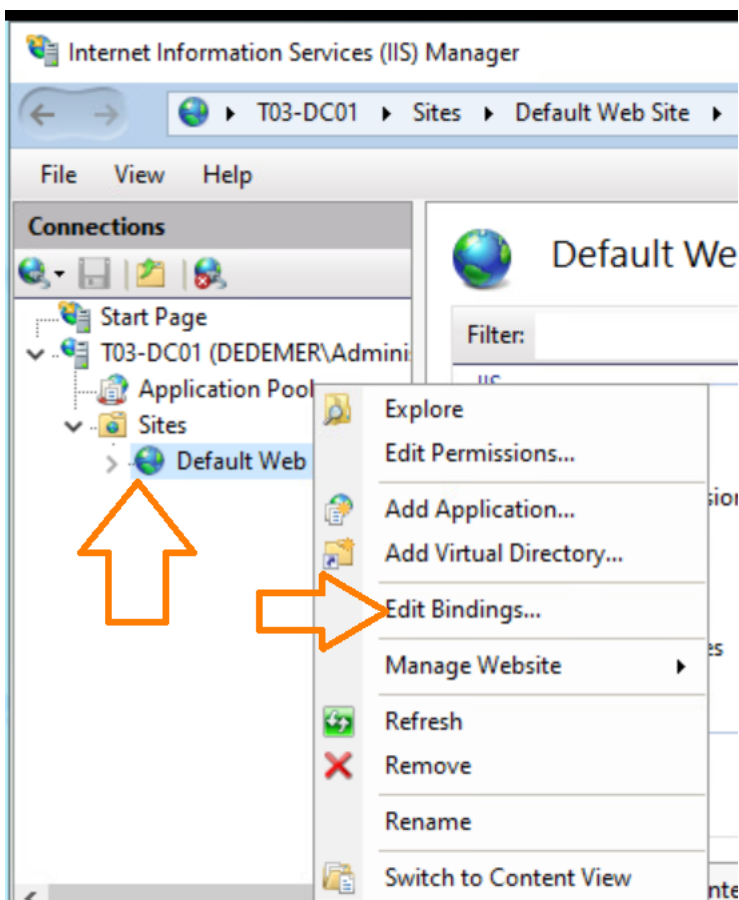 Internet Information Services (IIS) Manager
T03-DC01 Sites Default Web Site
File View Help
Connections
Default We
Start Page
T03-DC01 (DEDEMER\Admini
Filter:
Application Pool
IIS
Sites
Default Web
Explore
Edit Permissions...
Add Application...
Add Virtual Directory...
Edit Bindings...
Manage Website
Refresh
Remove
Rename
Switch to Content View